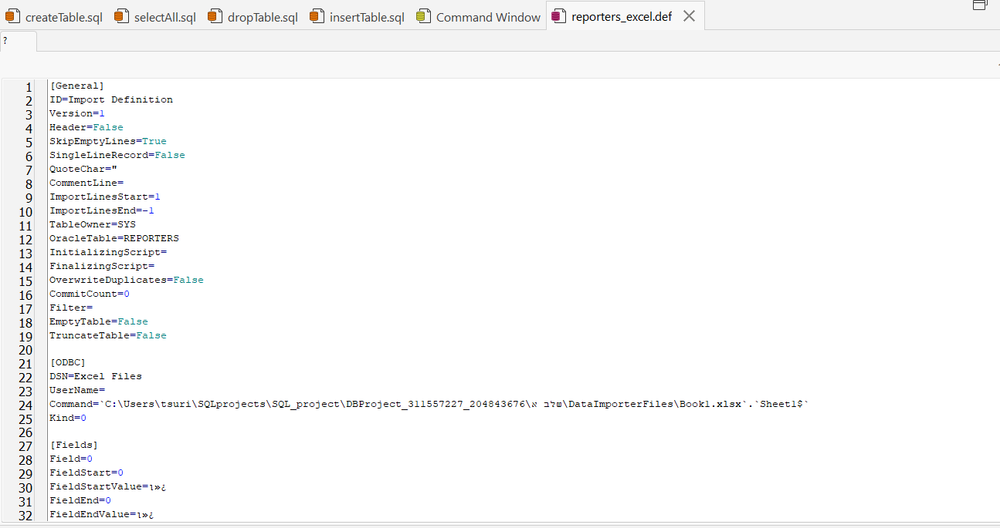 createTable.sql selectAll.sql dropTable.sql insertTable.sql Command Window reporters_excel.def
?
1 [General]
2 ID=Import Definition
3 Version=1
4 Header=False
5 SkipEmptyLines=True
6 SingleLineRecord=False
7 QuoteChar="
8 CommentLine=
9 ImportLinesStart=1
10 ImportLinesEnd=-1
11 TableOwner=SYS
12 OracleTable=REPORTERS
13 InitializingScript=
14 FinalizingScript=
15 OverwriteDuplicates=False
16 CommitCount=0
17 Filter=
18 EmptyTable=False
19 TruncateTable=False
20
21 [ODBC]
22 DSN=Excel Files
23 UserName=
24 Command=`C:\Users\tsuri\SQLprojects\SQL_project\DBProject_311557227_204843676\שלב א\DataImporterFiles\Book1.xlsx`.`Sheet1$`
25 Kind=0
26
27 [Fields]
28 Field=0
29 FieldStart=0
30 FieldStartValue=ן»¿
31 FieldEnd=0
32 FieldEndValue=ן»¿